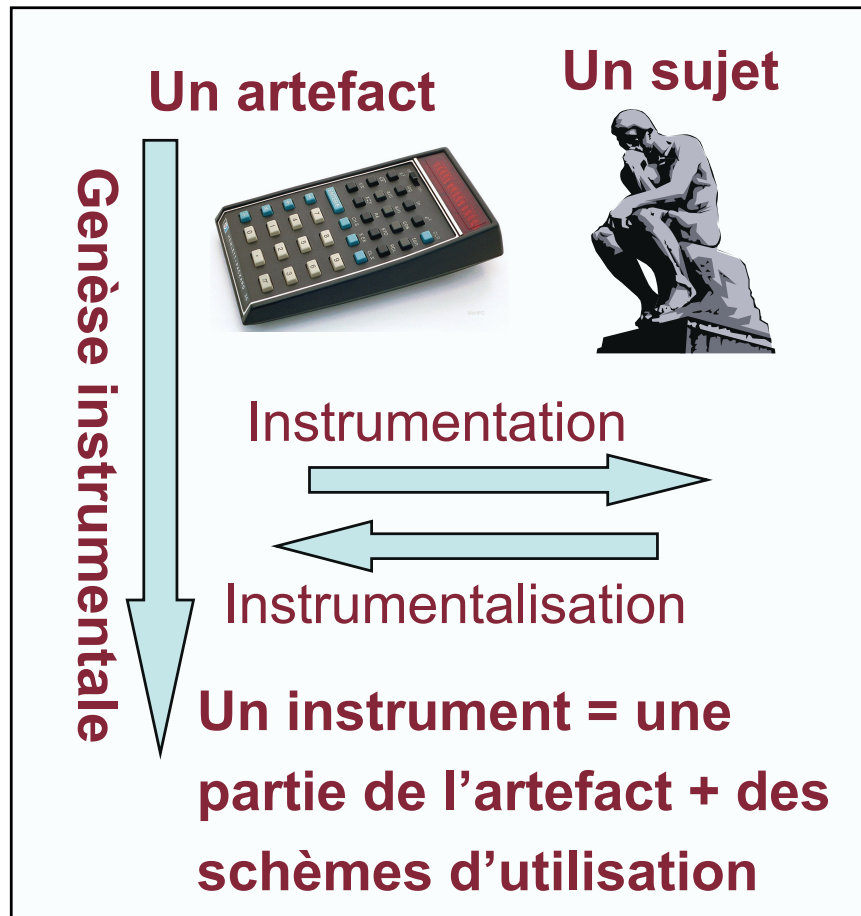 Un artefact
Un sujet
Genèse instrumentale
Instrumentation
Instrumentalisation
Un instrument = une
partie de l’artefact + des
schèmes d’utilisation